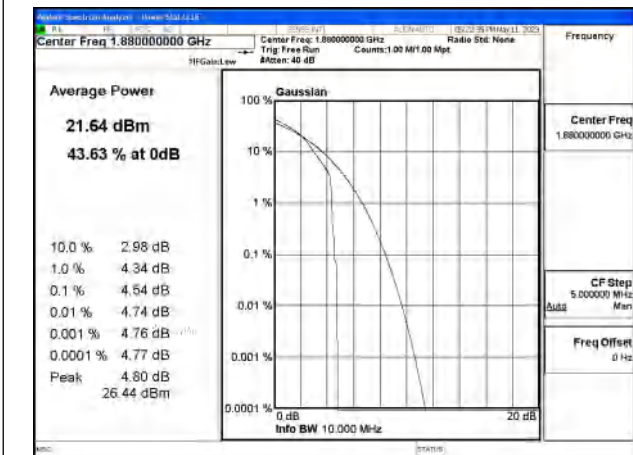 Center Freq 1.880000000 GHz
Center Freq: 1.880000000 GHz
Radio Std: None
Trig: Free Run
Counts:1.00 M/1.00 Mpt
#IFGain:Low
#Atten: 40 dB
Frequency
Average Power
21.64 dBm
43.63 % at 0dB
10.0 % 2.98 dB
1.0 % 4.34 dB
0.1 % 4.54 dB
0.01 % 4.74 dB
0.001 % 4.76 dB
0.0001 % 4.77 dB
Peak 4.80 dB
26.44 dBm
Gaussian
100 %
10 %
1 %
0.1 %
0.01 %
0.001 %
0.0001 %
0 dB
20 dB
Info BW 10.000 MHz
Center Freq
1.880000000 GHz
CF Step
5.000000 MHz
Auto Man
Freq Offset
0 Hz
MSG
STATUS